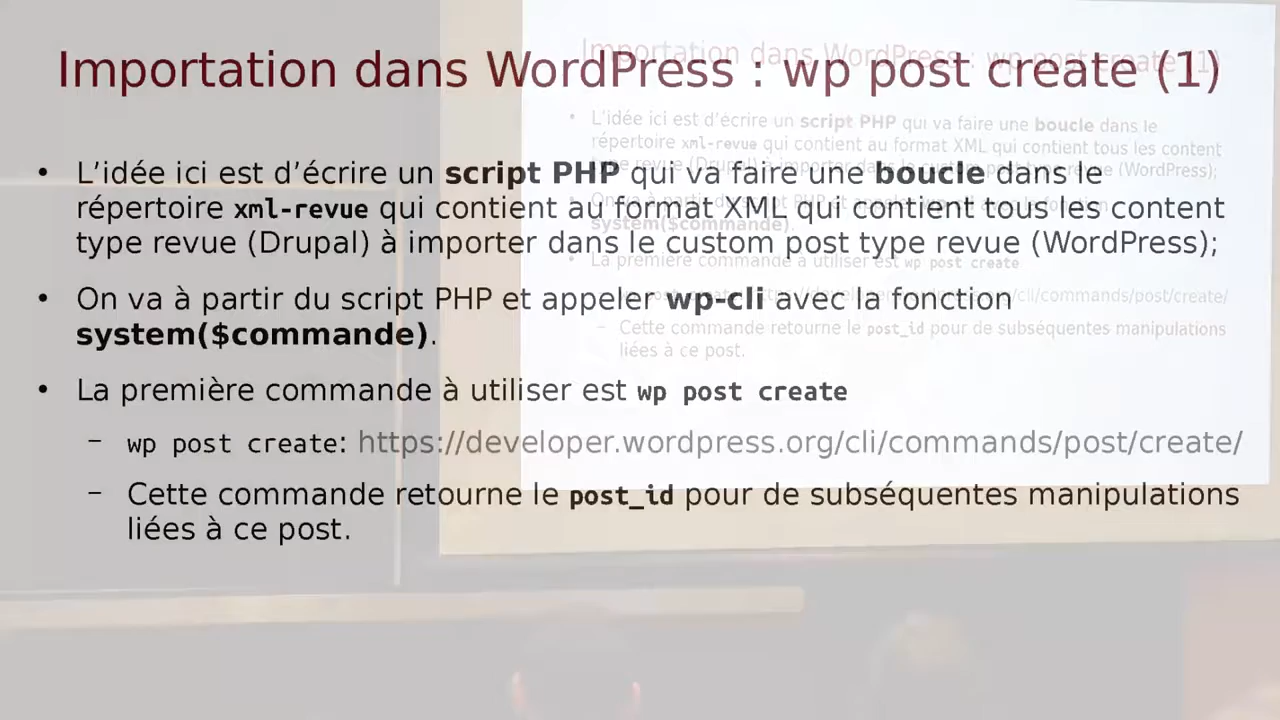 Importation dans WordPress : wp post create (1)
• L’idée ici est d’écrire un script PHP qui va faire une boucle dans le
répertoire xml-revue qui contient au format XML qui contient tous les content
type revue (Drupal) à importer dans le custom post type revue (WordPress);
• On va à partir du script PHP et appeler wp-cli avec la fonction
system($commande).
• La première commande à utiliser est wp post create
– wp post create: https://developer.wordpress.org/cli/commands/post/create/
– Cette commande retourne le post_id pour de subséquentes manipulations
liées à ce post.